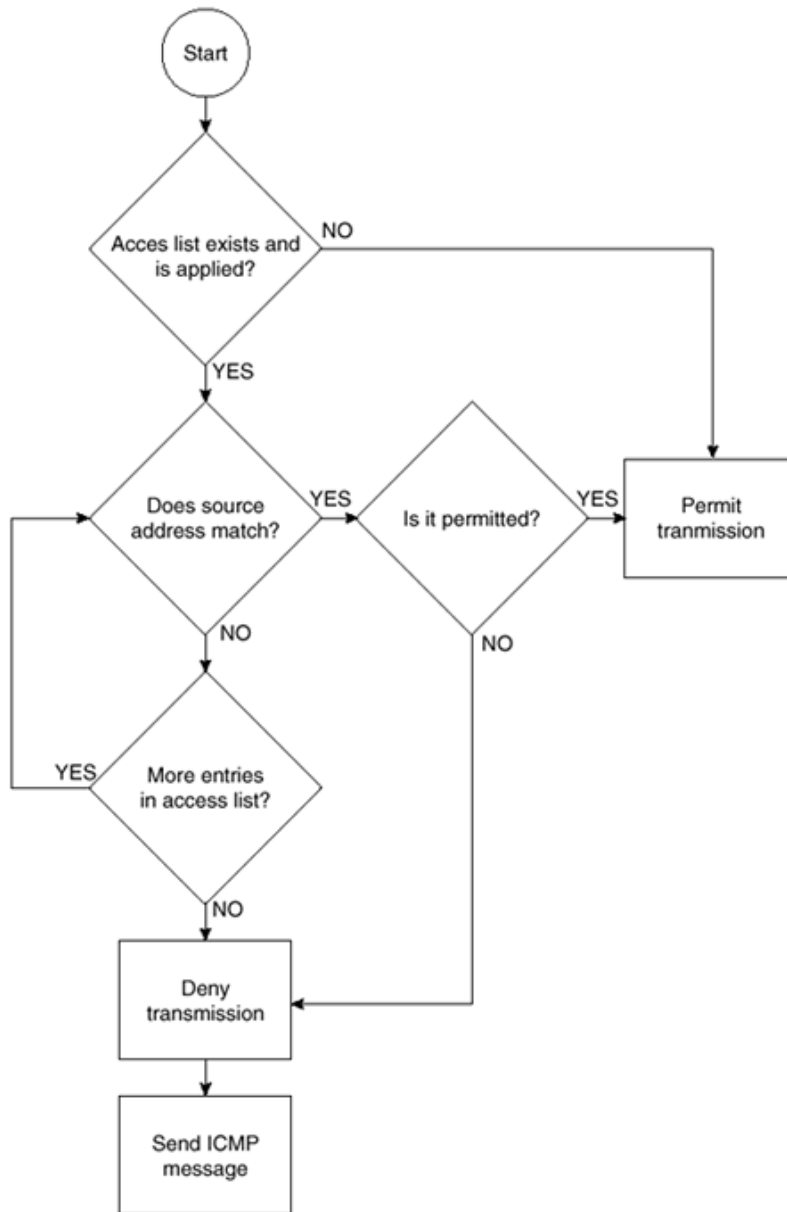 Start
Acces list exists and
is applied?
NO
YES
Does source
address match?
YES
Is it permitted?
YES
Permit
tranmission
NO
NO
YES
More entries
in access list?
NO
Deny
transmission
Send ICMP
message